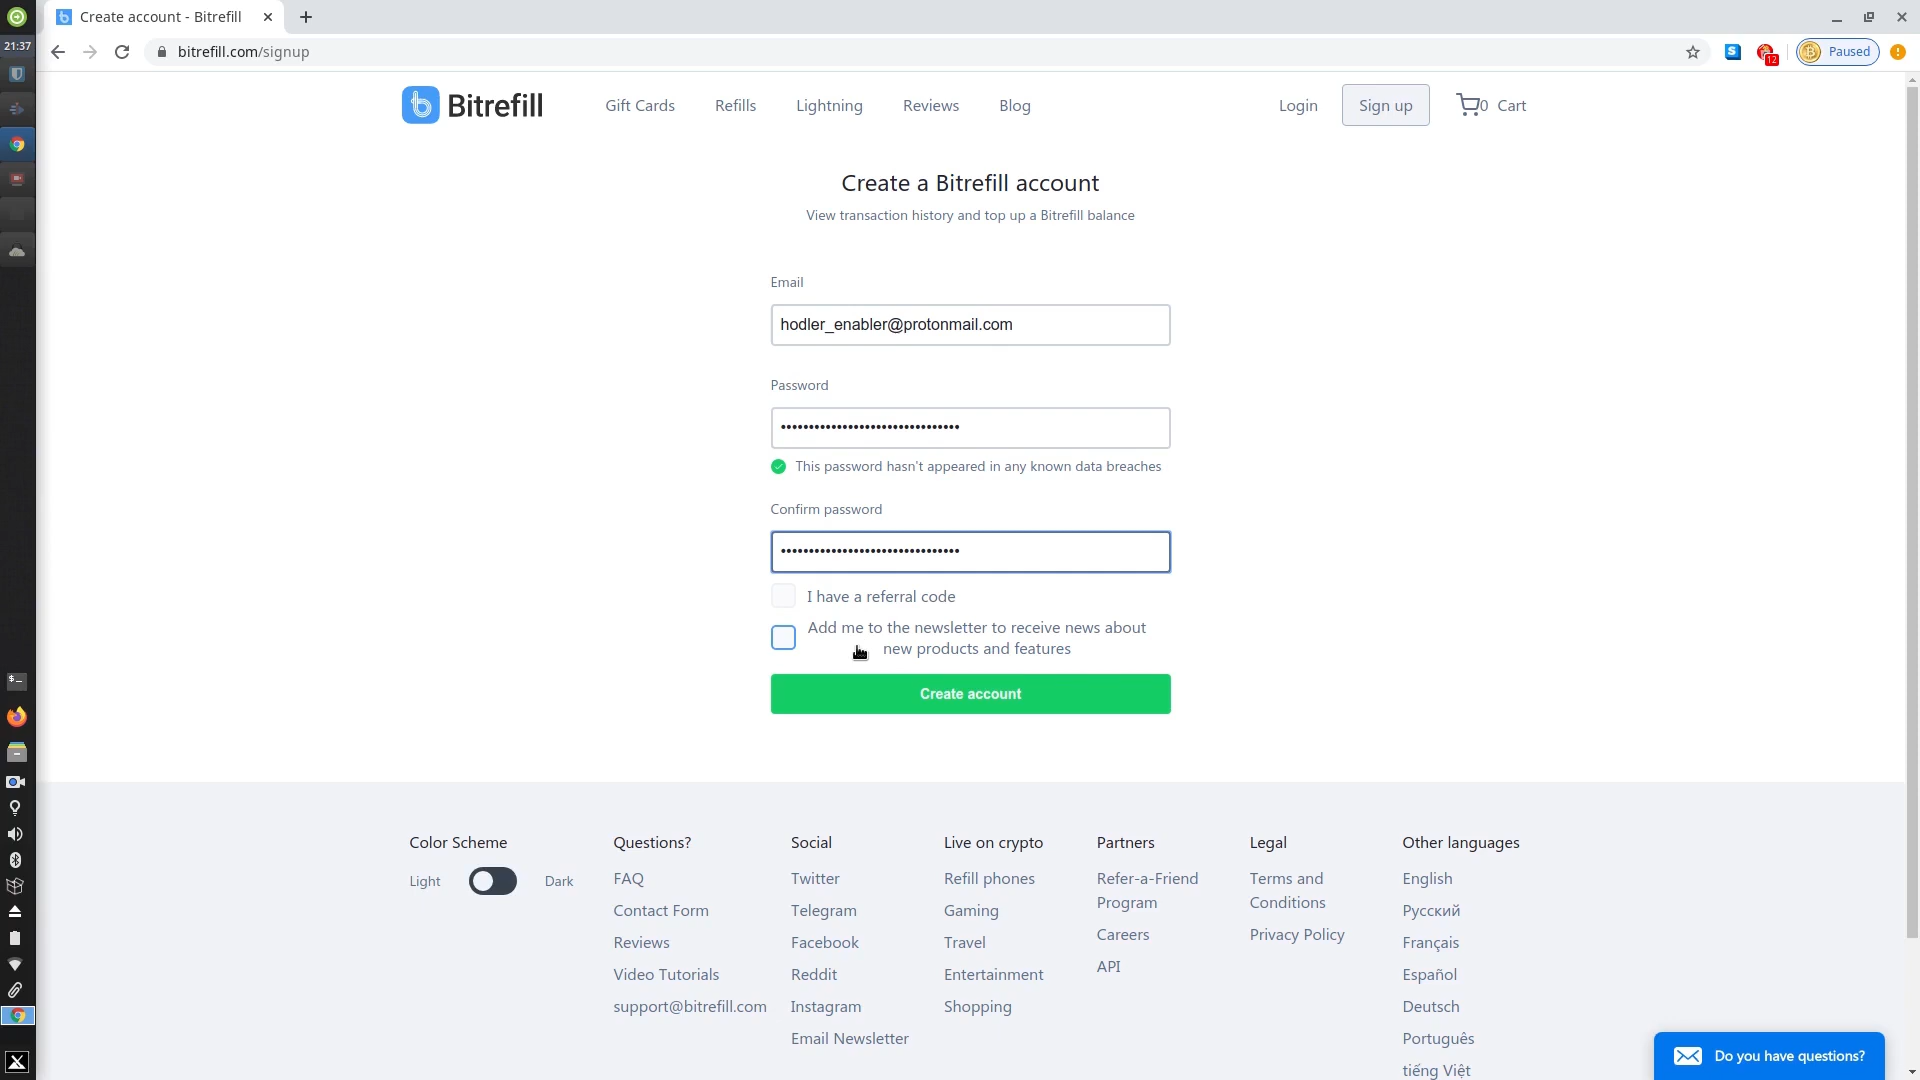 Create account - Bitrefill
21:37
bitrefill.com/signup
12
Paused
Bitrefill
Gift Cards
Refills
Lightning
Reviews
Blog
Login
Sign up
0 Cart
Create a Bitrefill account
View transaction history and top up a Bitrefill balance
Email
hodler_enabler@protonmail.com
Password
••••••••••••••••••••••••••••••••
This password hasn't appeared in any known data breaches
Confirm password
••••••••••••••••••••••••••••••••
I have a referral code
Add me to the newsletter to receive news about
new products and features
Create account
Color Scheme
Light
Dark
Questions?
FAQ
Contact Form
Reviews
Video Tutorials
support@bitrefill.com
Social
Twitter
Telegram
Facebook
Reddit
Instagram
Email Newsletter
Live on crypto
Refill phones
Gaming
Travel
Entertainment
Shopping
Partners
Refer-a-Friend
Program
Careers
API
Legal
Terms and
Conditions
Privacy Policy
Other languages
English
Русский
Français
Español
Deutsch
Português
tiếng Việt
Do you have questions?